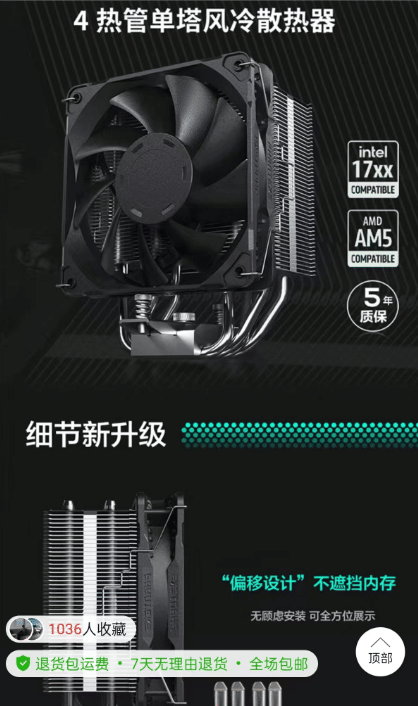 4 热管单塔风冷散热器
intel
17xx
COMPATIBLE
AMD
AM5
COMPATIBLE
5年
质保
细节新升级
“偏移设计”不遮挡内存
无顾虑安装 可全方位展示
1036人收藏
退货包运费 • 7天无理由退货 • 全场包邮
顶部